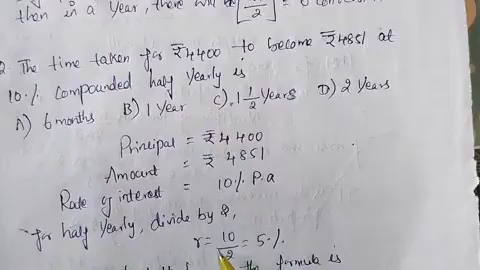 then in a year, there will be
2. The time taken for ₹4400 to become ₹4851 at
10% compounded half yearly is
A) 6 months B) 1 Year C) 1 1/2 Years D) 2 Years
Principal = ₹4400
Amount = ₹ 4851
Rate of interest = 10% P.a
for half yearly, divide by 2,
r = 10/2 = 5%
the formula is